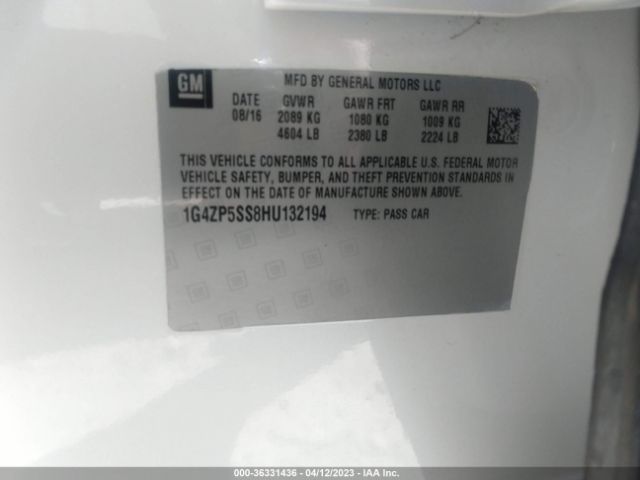 GM
MFD BY GENERAL MOTORS LLC
DATE GVWR GAWR FRT GAWR RR
08/16 2089 KG 1080 KG 1009 KG
4604 LB 2380 LB 2224 LB
THIS VEHICLE CONFORMS TO ALL APPLICABLE U.S. FEDERAL MOTOR
VEHICLE SAFETY, BUMPER, AND THEFT PREVENTION STANDARDS IN
EFFECT ON THE DATE OF MANUFACTURE SHOWN ABOVE.
1G4ZP5SS8HU132194 TYPE: PASS CAR
000-36331436 - 04/12/2023 - IAA Inc.